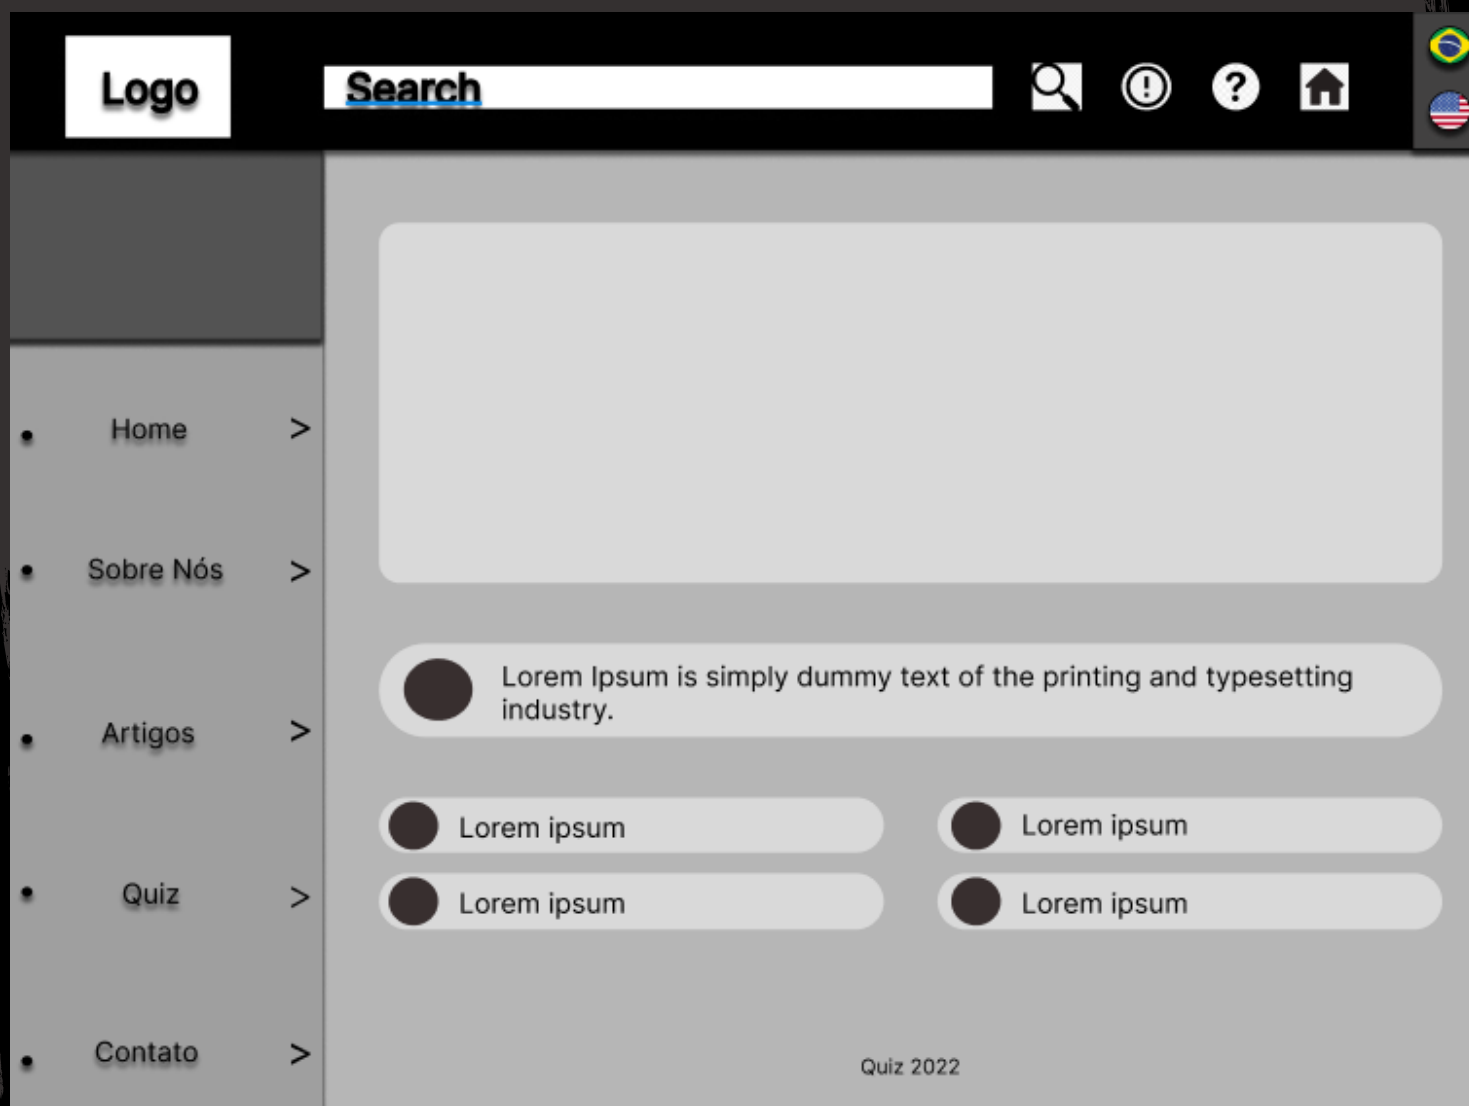 Logo
Search
Home >
Sobre Nós >
Artigos >
Quiz >
Contato >
Lorem Ipsum is simply dummy text of the printing and typesetting
industry.
Lorem ipsum
Lorem ipsum
Lorem ipsum
Lorem ipsum
Quiz 2022